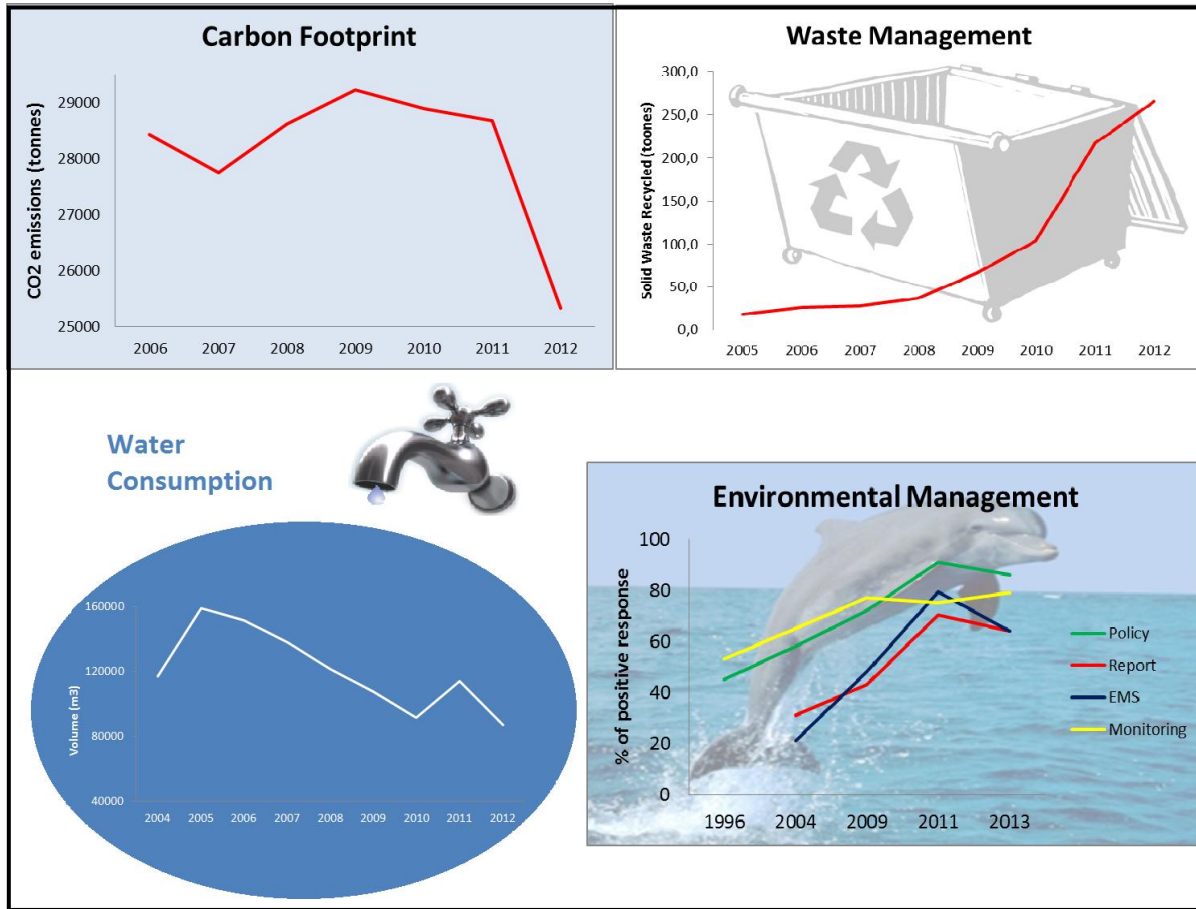 Carbon Footprint
CO2 emissions (tonnes)
29000
28000
27000
26000
25000
2006 2007 2008 2009 2010 2011 2012
Waste Management
Solid Waste Recycled (toones)
300,0
250,0
200,0
150,0
100,0
50,0
0,0
2005 2006 2007 2008 2009 2010 2011 2012
Water
Consumption
Volume (m3)
160000
120000
80000
40000
2004 2005 2006 2007 2008 2009 2010 2011 2012
Environmental Management
% of positive response
100
80
60
40
20
0
1996 2004 2009 2011 2013
Policy
Report
EMS
Monitoring